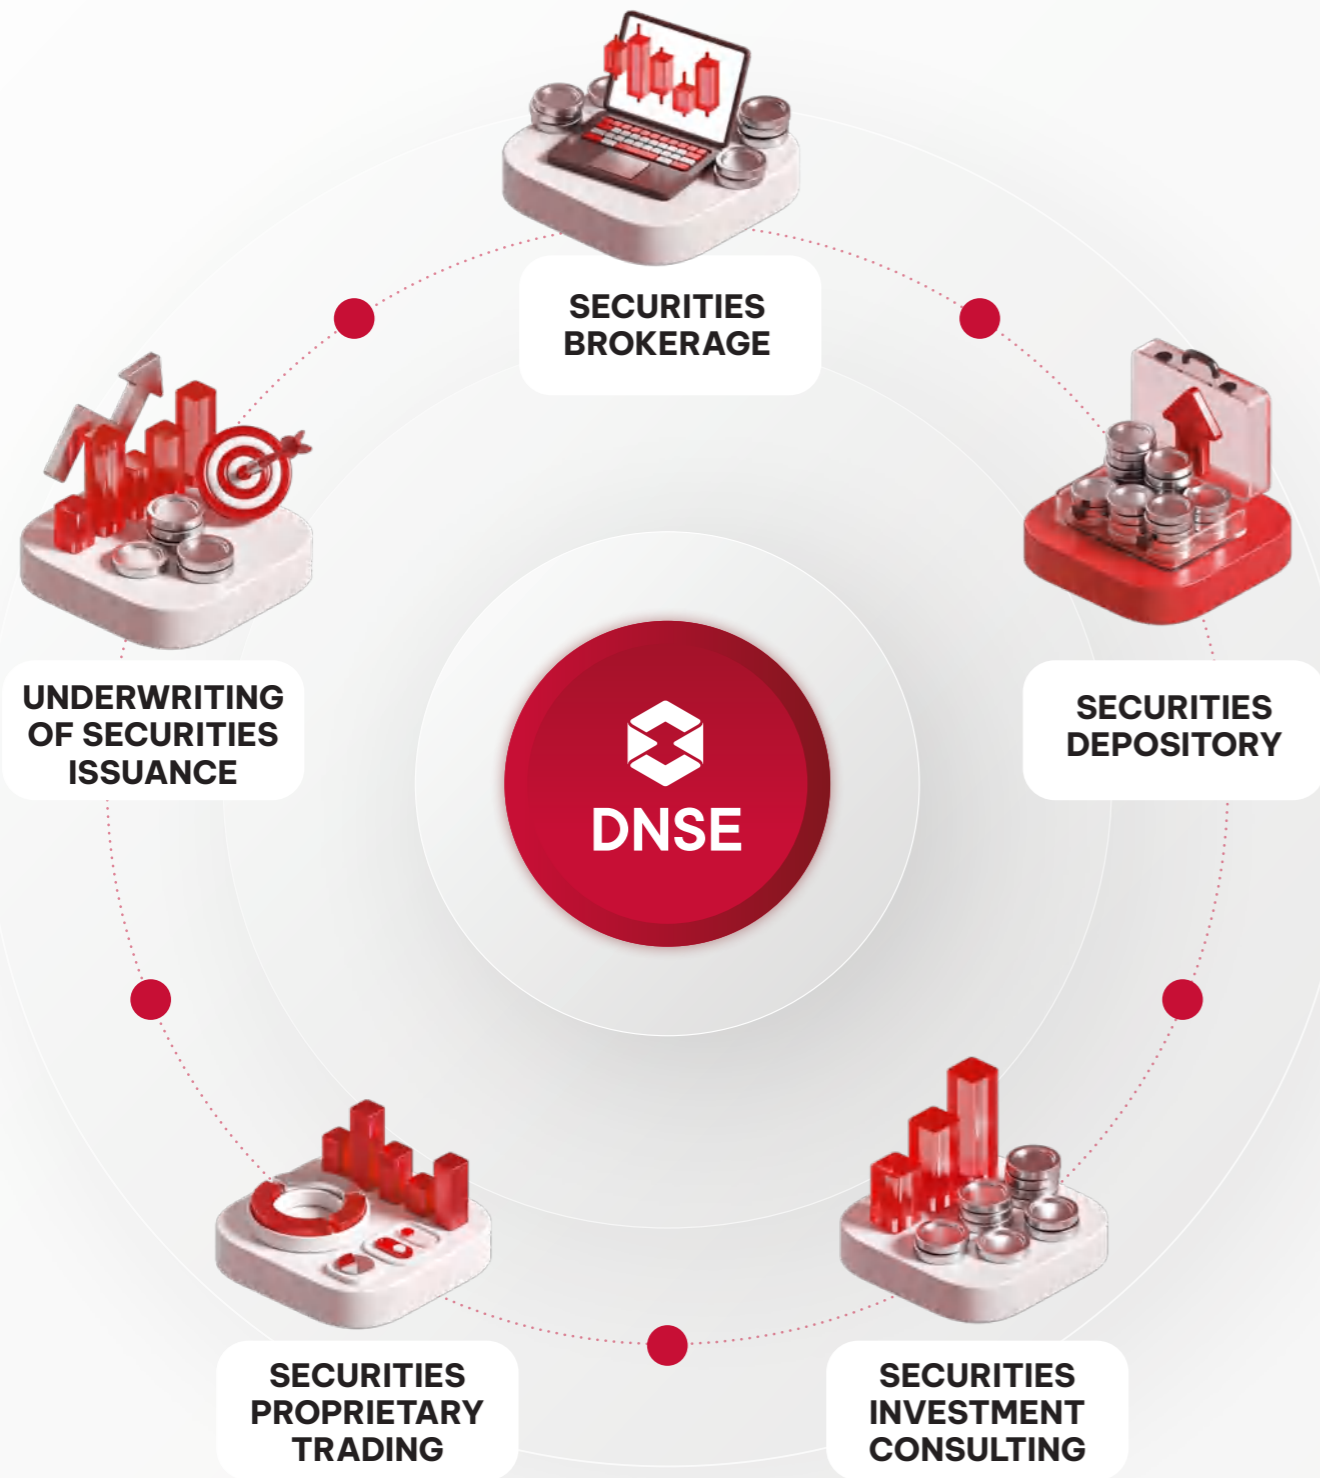 SECURITIES
BROKERAGE
UNDERWRITING
OF SECURITIES
ISSUANCE
SECURITIES
DEPOSITORY
DNSE
SECURITIES
PROPRIETARY
TRADING
SECURITIES
INVESTMENT
CONSULTING